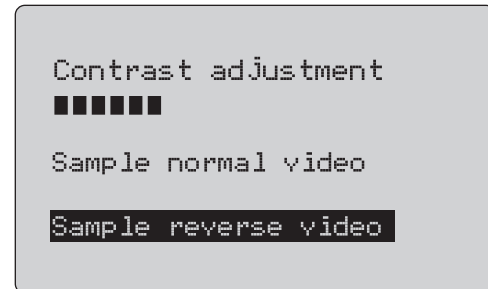 Contrast adjustment
Sample normal video
Sample reverse video